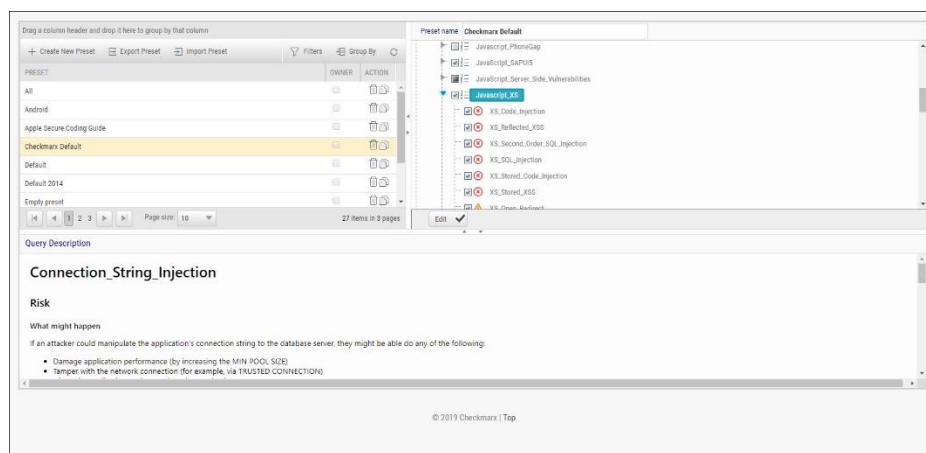 Drag a column header and drop it here to group by that column
Create New Preset Export Preset Import Preset Filters Group By
PRESET OWNER ACTION
All
Android
Apple Secure Coding Guide
Checkmarx Default
Default
Default 2014
Empty preset
1 2 3 Page size: 10 27 items in 3 pages
Preset name Checkmarx Default
Javascript_PhoneGap
JavaScript_SAPUI5
JavaScript_Server_Side_Vulnerabilities
Javascript_XS
XS_Code_Injection
XS_Reflected_XSS
XS_Second_Order_SQL_Injection
XS_SQL_Injection
XS_Stored_Code_Injection
XS_Stored_XSS
XS_Open_Redirect
Edit
Query Description
Connection_String_Injection
Risk
What might happen
If an attacker could manipulate the application's connection string to the database server, they might be able do any of the following:
• Damage application performance (by increasing the MIN POOL SIZE)
• Tamper with the network connection (for example, via TRUSTED CONNECTION)
© 2019 Checkmarx | Top